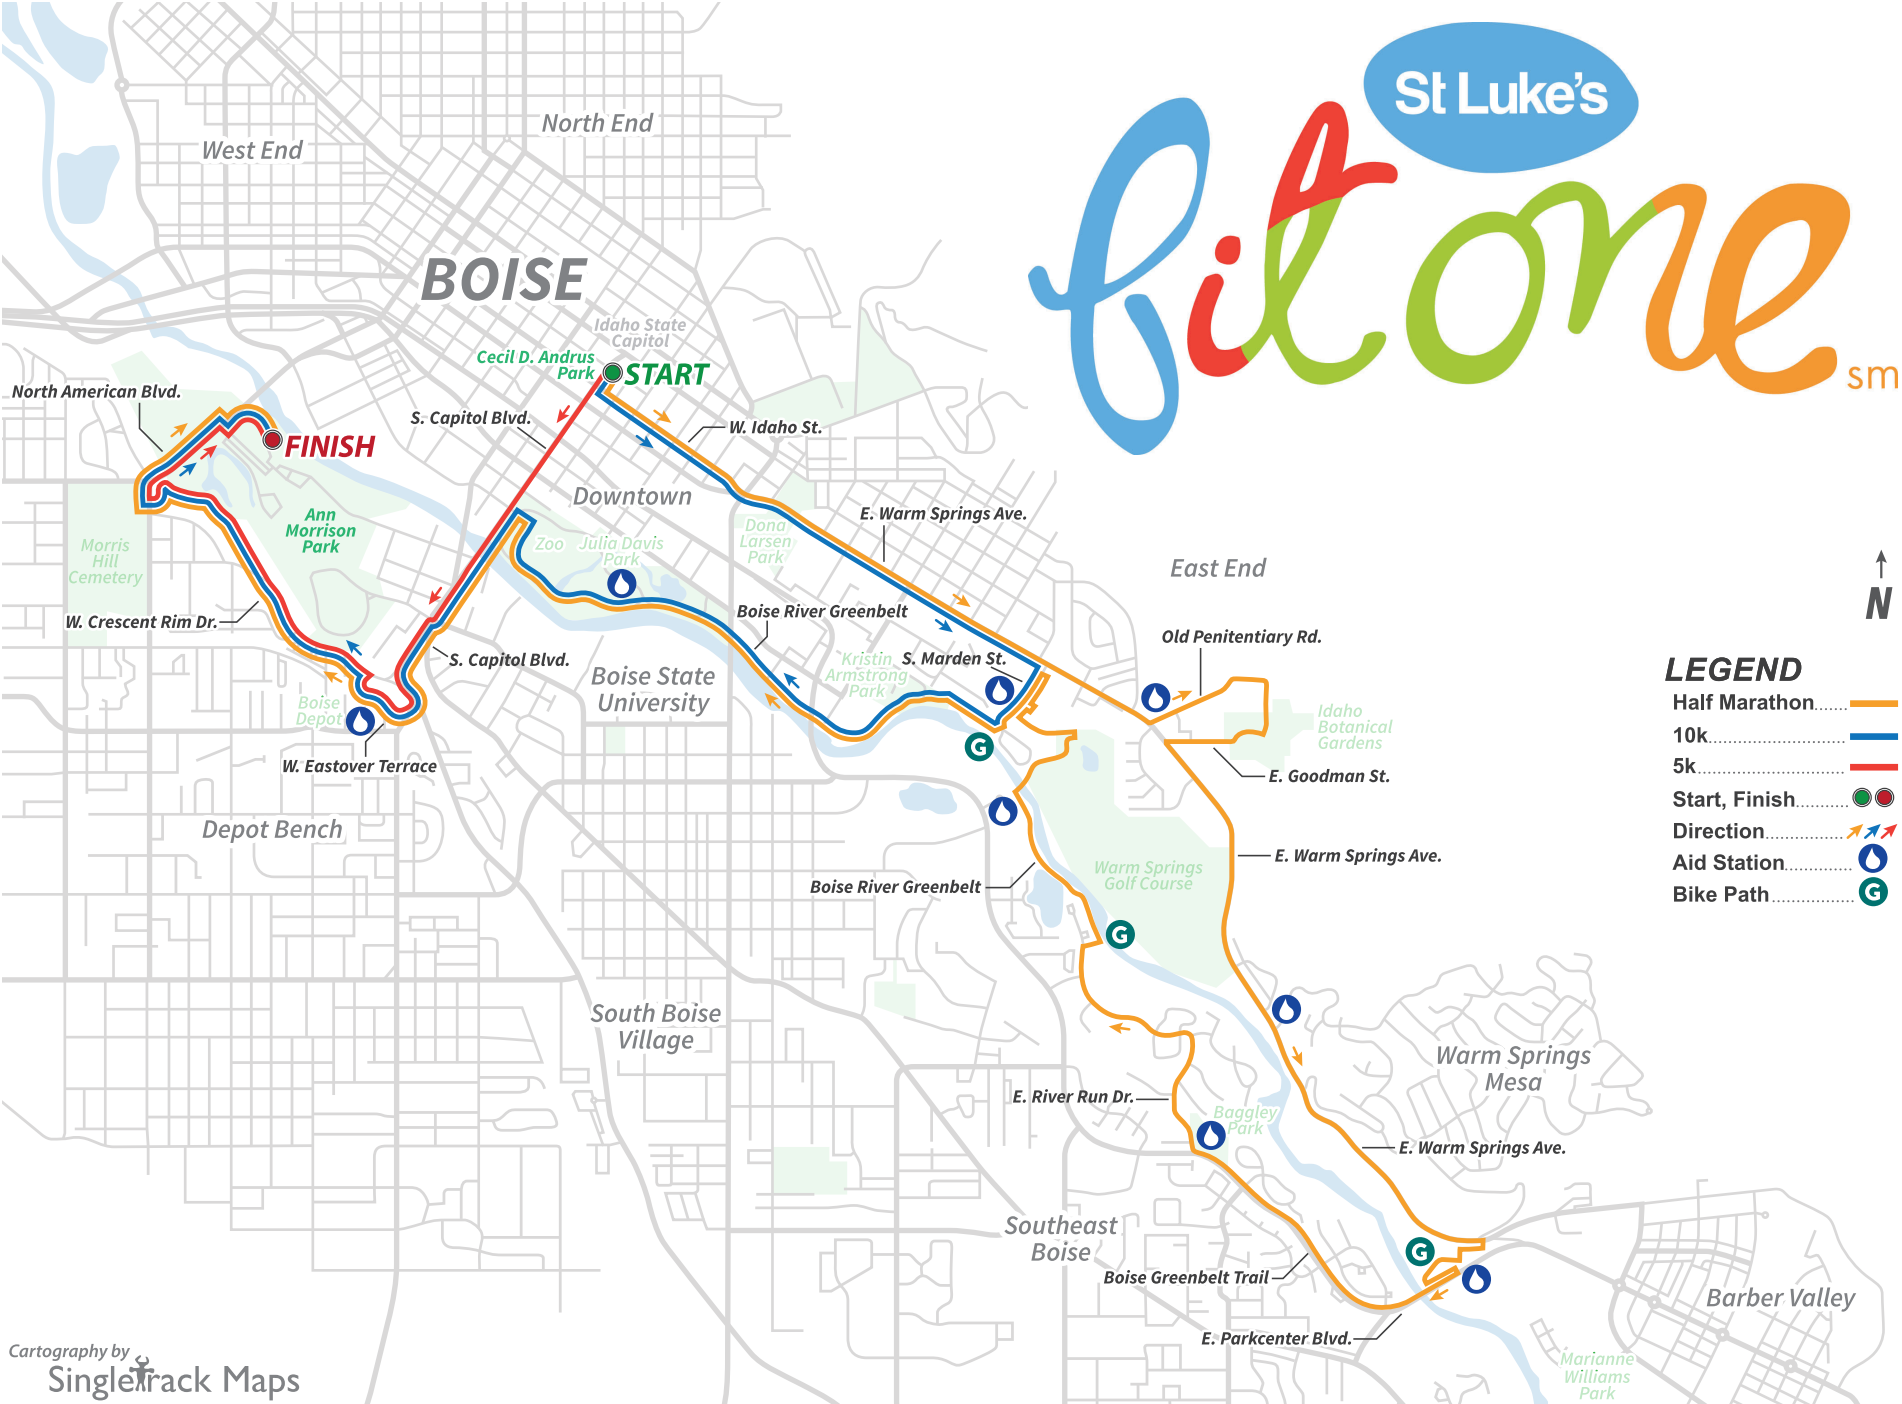 St Luke's
fit one
sm
North End
West End
BOISE
Idaho State
Capitol
Cecil D. Andrus
Park
START
North American Blvd.
S. Capitol Blvd.
W. Idaho St.
FINISH
Downtown
E. Warm Springs Ave.
Ann
Morrison
Park
Dona
Larsen
Park
Zoo
Julia Davis
Park
Morris
Hill
Cemetery
East End
N
W. Crescent Rim Dr.
Boise River Greenbelt
Old Penitentiary Rd.
S. Capitol Blvd.
Kristin
Armstrong
Park
S. Marden St.
Boise State
University
Boise
Depot
Idaho
Botanical
Gardens
G
W. Eastover Terrace
E. Goodman St.
LEGEND
Half Marathon......
10k..............................
5k................................
Start, Finish...........
Direction................
Aid Station.............
Bike Path.................
G
Depot Bench
E. Warm Springs Ave.
Warm Springs
Golf Course
Boise River Greenbelt
G
South Boise
Village
Warm Springs
Mesa
E. River Run Dr.
Baggley
Park
E. Warm Springs Ave.
Southeast
Boise
G
Boise Greenbelt Trail
Barber Valley
E. Parkcenter Blvd.
Marianne
Williams
Park
Cartography by
Singletrack Maps